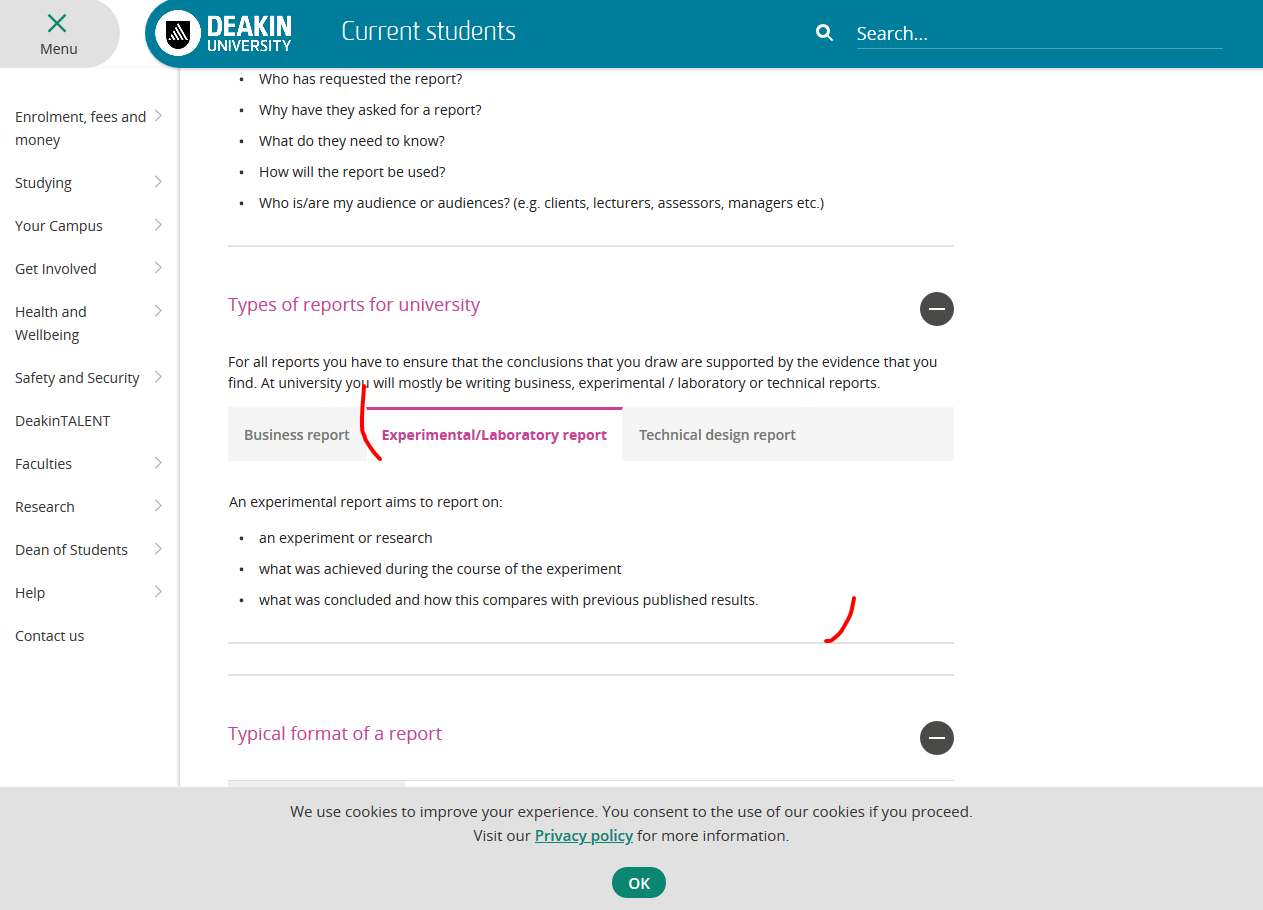 Menu
DEAKIN
UNIVERSITY
Current students
Search...
Enrolment, fees and
money
Studying
Your Campus
Get Involved
Health and
Wellbeing
Safety and Security
DeakinTALENT
Faculties
Research
Dean of Students
Help
Contact us
• Who has requested the report?
• Why have they asked for a report?
• What do they need to know?
• How will the report be used?
• Who is/are my audience or audiences? (e.g. clients, lecturers, assessors, managers etc.)
Types of reports for university
For all reports you have to ensure that the conclusions that you draw are supported by the evidence that you
find. At university you will mostly be writing business, experimental / laboratory or technical reports.
Business report Experimental/Laboratory report Technical design report
An experimental report aims to report on:
• an experiment or research
• what was achieved during the course of the experiment
• what was concluded and how this compares with previous published results.
Typical format of a report
We use cookies to improve your experience. You consent to the use of our cookies if you proceed.
Visit our Privacy policy for more information.
OK